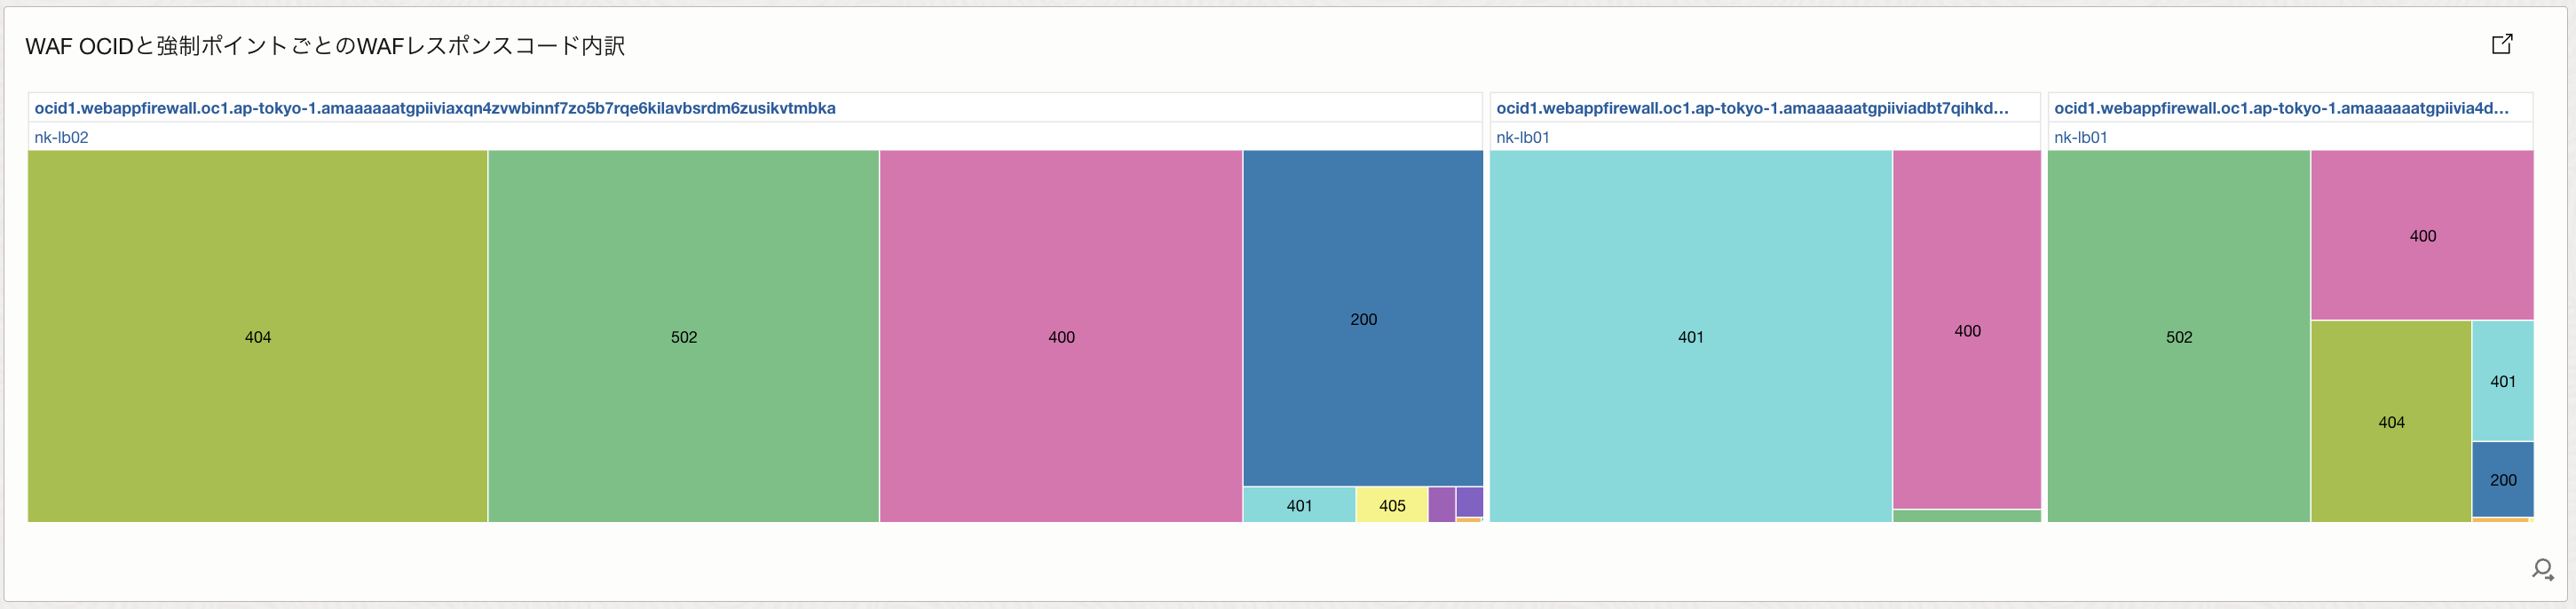 WAF OCIDと強制ポイントごとのWAFレスポンスコード内訳
ocid1.webappfirewall.oc1.ap-tokyo-1.amaaaaaatgpiiviaxqn4zvwbinnf7zo5b7rqe6kilavbsrdm6zusikvtmbka
nk-lb02
404
502
400
200
401
405
ocid1.webappfirewall.oc1.ap-tokyo-1.amaaaaaatgpiiviadbt7qihkd...
nk-lb01
401
400
ocid1.webappfirewall.oc1.ap-tokyo-1.amaaaaaatgpiivia4d...
nk-lb01
502
400
404
401
200